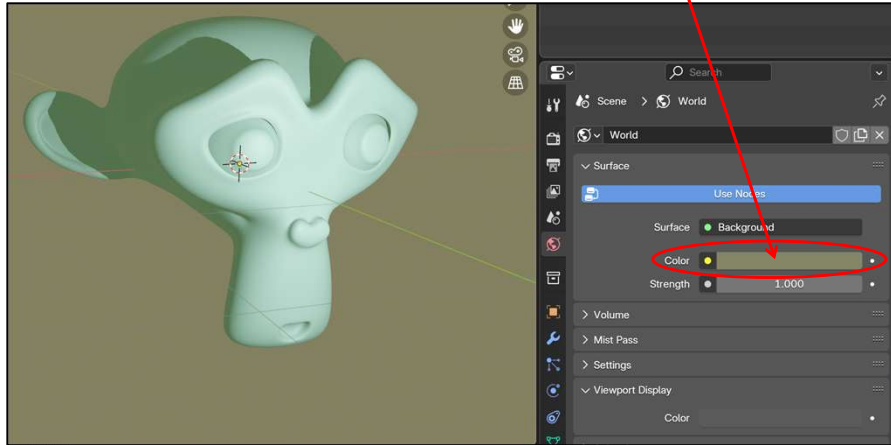 Search
Scene > World
World
Surface
Use Nodes
Surface Background
Color
Strength 1.000
Volume
Mist Pass
Settings
Viewport Display
Color